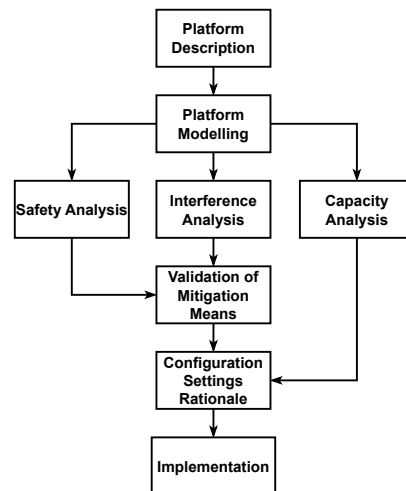 Platform
Description
Platform
Modelling
Safety Analysis
Interference
Analysis
Capacity
Analysis
Validation of
Mitigation
Means
Configuration
Settings
Rationale
Implementation